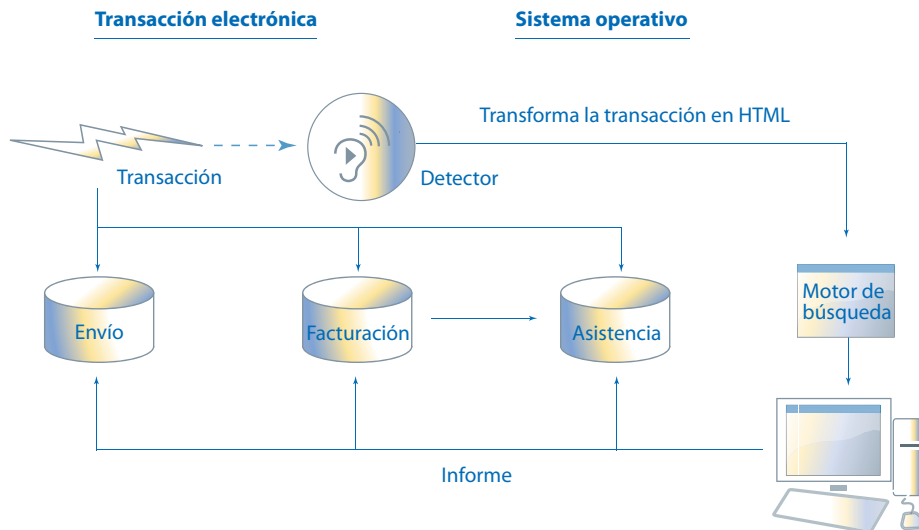 Transacción electrónica
Sistema operativo
Transforma la transacción en HTML
Transacción
Detector
Envío
Facturación
Asistencia
Motor de
búsqueda
Informe